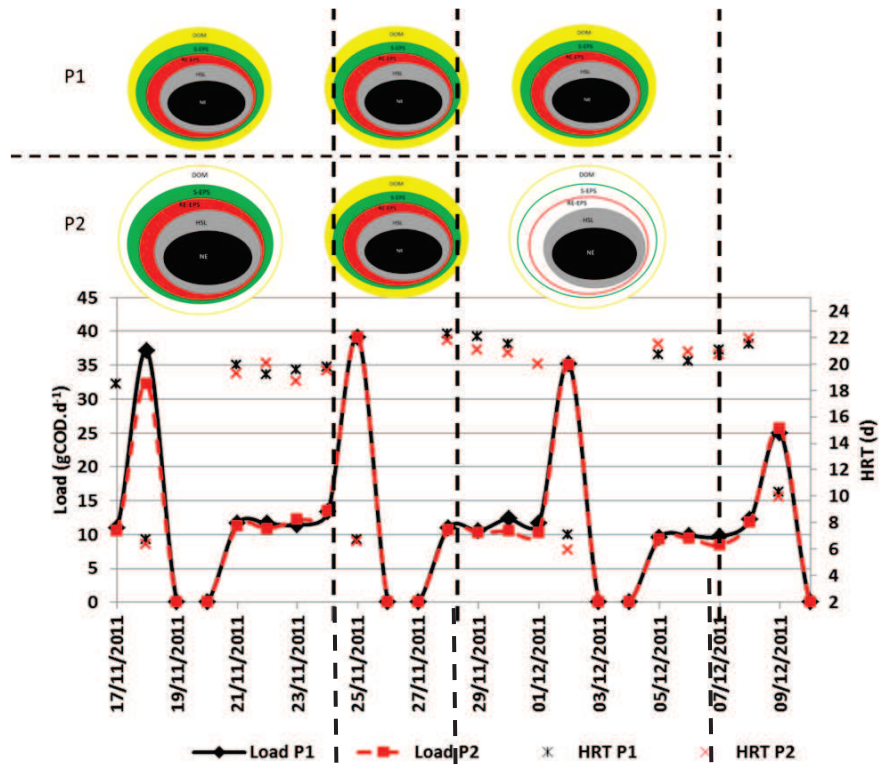 P1
DOM
S-EPS
RE-EPS
HSL
NE
DOM
S-EPS
RE-EPS
HSL
NE
DOM
S-EPS
RE-EPS
HSL
NE
P2
DOM
S-EPS
RE-EPS
HSL
NE
DOM
S-EPS
RE-EPS
HSL
NE
DOM
S-EPS
RE-EPS
HSL
NE
Load (gCOD.d-1)
45
40
35
30
25
20
15
10
5
0
24
22
20
18
16
14
12
10
8
6
4
2
HRT (d)
17/11/2011
19/11/2011
21/11/2011
23/11/2011
25/11/2011
27/11/2011
29/11/2011
01/12/2011
03/12/2011
05/12/2011
07/12/2011
09/12/2011
Load P1 Load P2 HRT P1 HRT P2